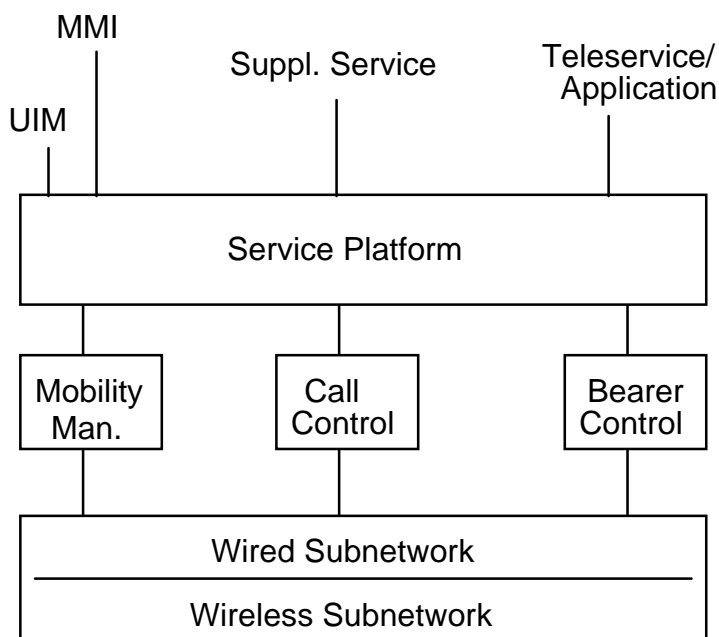 MMI
Suppl. Service
Teleservice/
Application
UIM
Service Platform
Mobility
Man.
Call
Control
Bearer
Control
Wired Subnetwork
Wireless Subnetwork